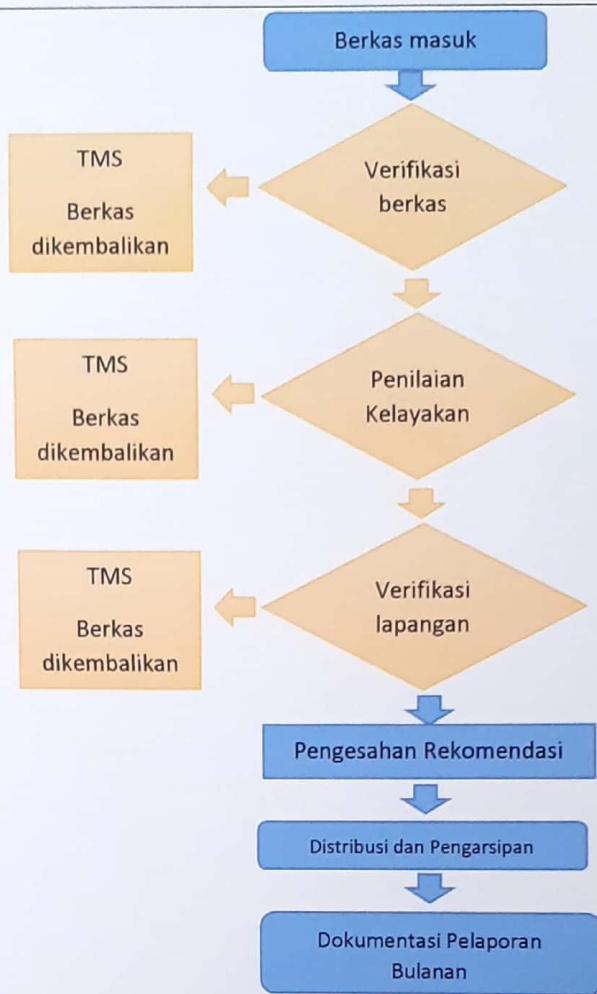 Berkas masuk
Verifikasi
berkas
TMS
Berkas
dikembalikan
Penilaian
Kelayakan
TMS
Berkas
dikembalikan
Verifikasi
lapangan
TMS
Berkas
dikembalikan
Pengesahan Rekomendasi
Distribusi dan Pengarsipan
Dokumentasi Pelaporan
Bulanan